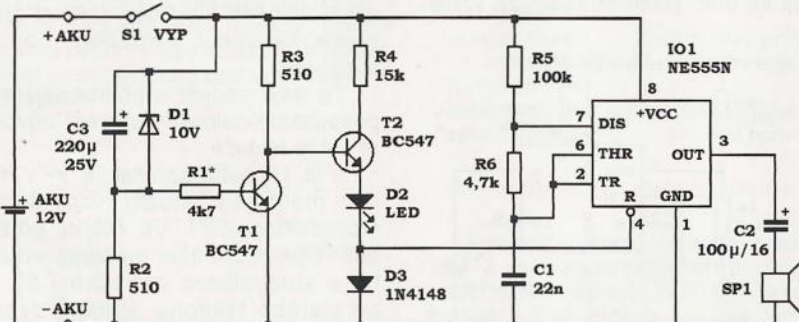 +AKU
S1 VYP
R3
510
R4
15k
R5
100k
IO1
NE555N
C3
220µ
25V
D1
10V
T2
BC547
7
DIS
8
+VCC
6
THR
OUT
3
2
TR
R
GND
4
1
R1*
4k7
R6
4,7k
+
AKU
12V
T1
BC547
D2
LED
C2
100µ/16
R2
510
D3
1N4148
C1
22n
SP1
-AKU